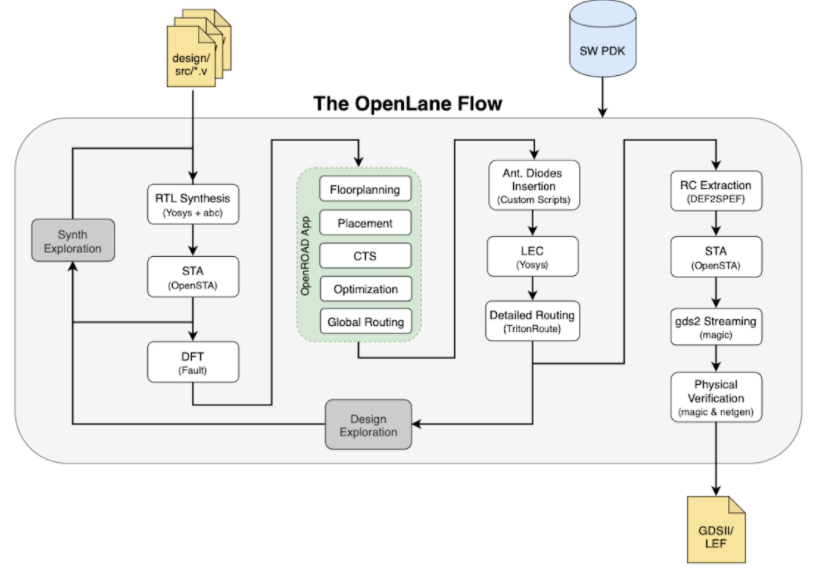 design/
src/*.v
SW PDK
The OpenLane Flow
RTL Synthesis
(Yosys + abc)
Synth
Exploration
STA
(OpenSTA)
DFT
(Fault)
OpenROAD App
Floorplanning
Placement
CTS
Optimization
Global Routing
Ant. Diodes
Insertion
(Custom Scripts)
LEC
(Yosys)
Detailed Routing
(TritonRoute)
Design
Exploration
RC Extraction
(DEF2SPEF)
STA
(OpenSTA)
gds2 Streaming
(magic)
Physical
Verification
(magic & netgen)
GDSII/
LEF